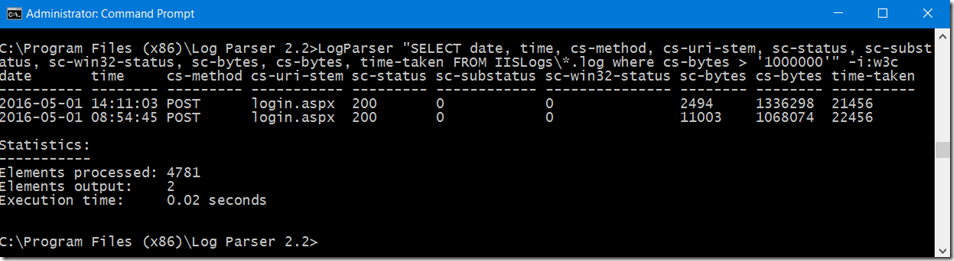 Administrator: Command Prompt
C:\Program Files (x86)\Log Parser 2.2>LogParser "SELECT date, time, cs-method, cs-uri-stem, sc-status, sc-subst
atus, sc-win32-status, sc-bytes, cs-bytes, time-taken FROM IISLogs\*.log where cs-bytes > '1000000'" -i:w3c
date       time     cs-method cs-uri-stem sc-status sc-substatus sc-win32-status sc-bytes cs-bytes time-taken
---------- -------- --------- ----------- --------- ------------ --------------- -------- -------- ----------
2016-05-01 14:11:03 POST      login.aspx  200       0            0               2494     1336298  21456
2016-05-01 08:54:45 POST      login.aspx  200       0            0               11003    1068074  22456
Statistics:
-----------
Elements processed: 4781
Elements output:    2
Execution time:     0.02 seconds
C:\Program Files (x86)\Log Parser 2.2>